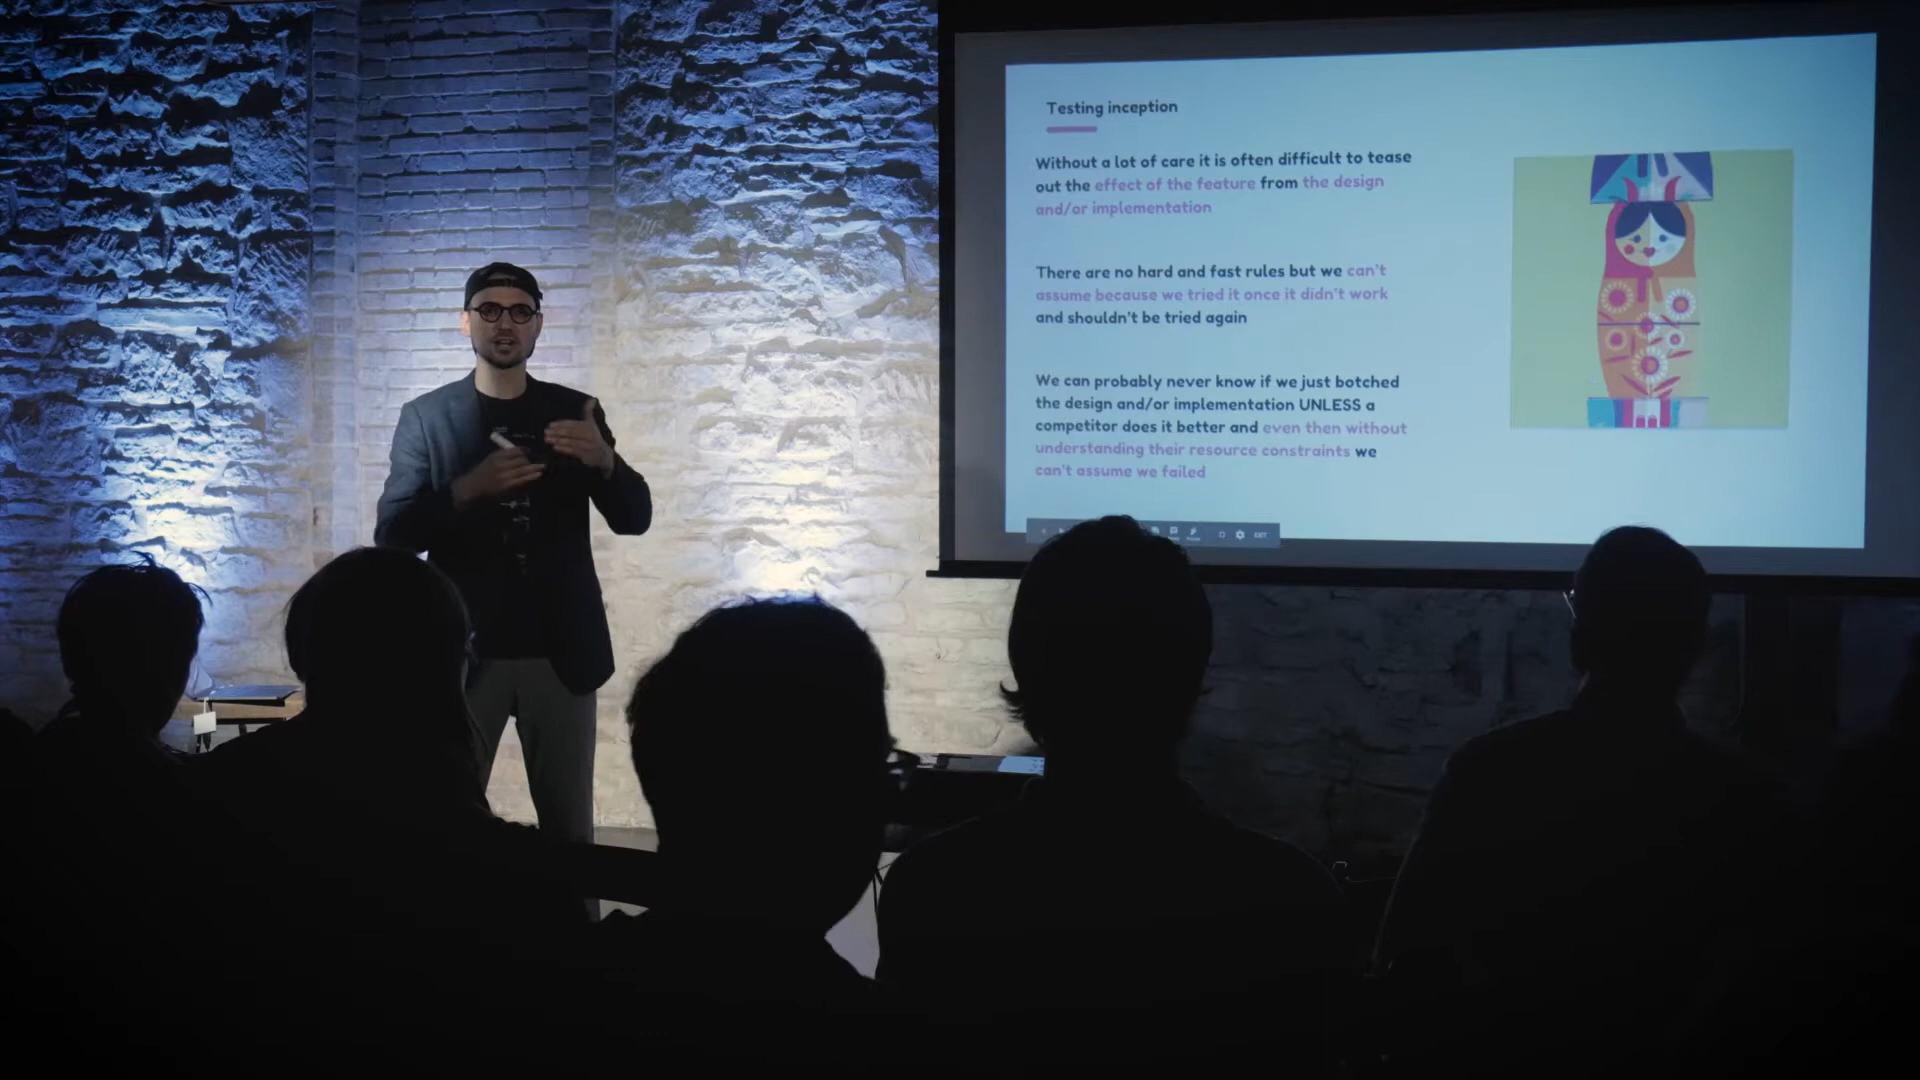 Testing inception
Without a lot of care it is often difficult to tease
out the effect of the feature from the design
and/or implementation
There are no hard and fast rules but we can't
assume because we tried it once it didn't work
and shouldn't be tried again
We can probably never know if we just botched
the design and/or implementation UNLESS a
competitor does it better and even then without
understanding their resource constraints we
can't assume we failed
EXIT